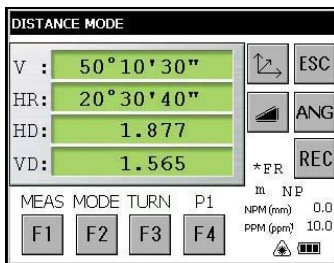 DISTANCE MODE
V : 50°10'30"
HR: 20°30'40"
HD: 1.877
VD: 1.565
ESC
ANG
REC
*FR
m NP
NPM (mm) 0.0
PPM (ppm) 10.0
MEAS MODE TURN P1
F1 F2 F3 F4